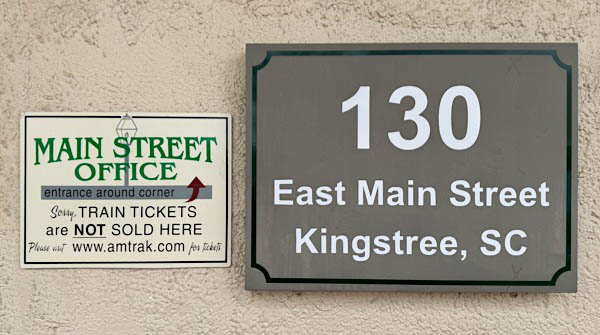 MAIN STREET
OFFICE
entrance around corner
Sorry, TRAIN TICKETS
are NOT SOLD HERE
Please visit www.amtrak.com for tickets
130
East Main Street
Kingstree, SC